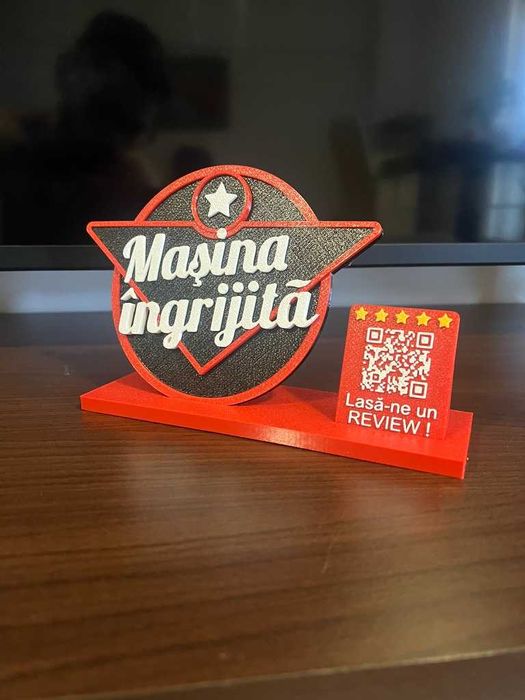 Mașina
îngrijită
Lasă-ne un
REVIEW !